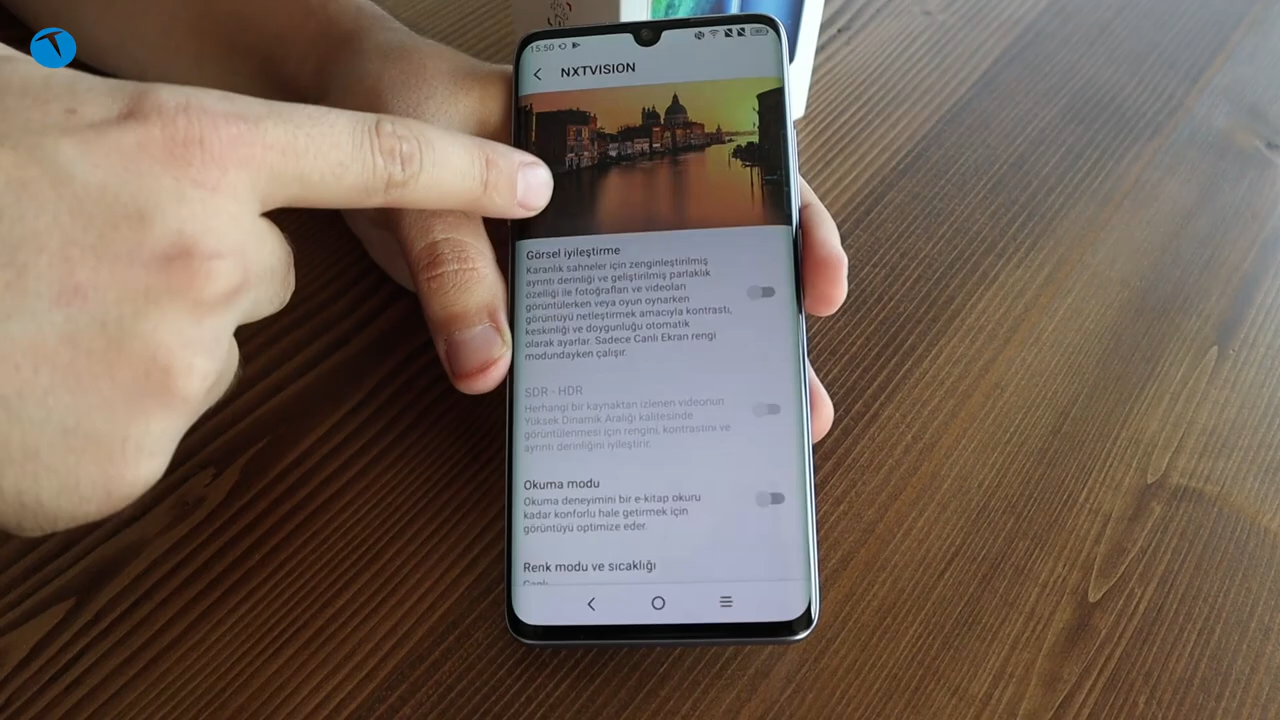 15:50
NXTVISION
Görsel iyileştirme
Karanlık sahneler için zenginleştirilmiş
ayrıntı derinliği ve geliştirilmiş parlaklık
özelliği ile fotoğrafları ve videoları
görüntülerken veya oyun oynarken
görüntüyü netleştirmek amacıyla kontrastı,
keskinliği ve doygunluğu otomatik
olarak ayarlar. Sadece Canlı Ekran rengi
modundayken çalışır.
SDR - HDR
Herhangi bir kaynaktan izlenen videonun
Yüksek Dinamik Aralığı kalitesinde
görüntülenmesi için rengini, kontrastını ve
ayrıntı derinliğini iyileştirir.
Okuma modu
Okuma deneyimini bir e-kitap okuru
kadar konforlu hale getirmek için
görüntüyü optimize eder.
Renk modu ve sıcaklığı
Canlı